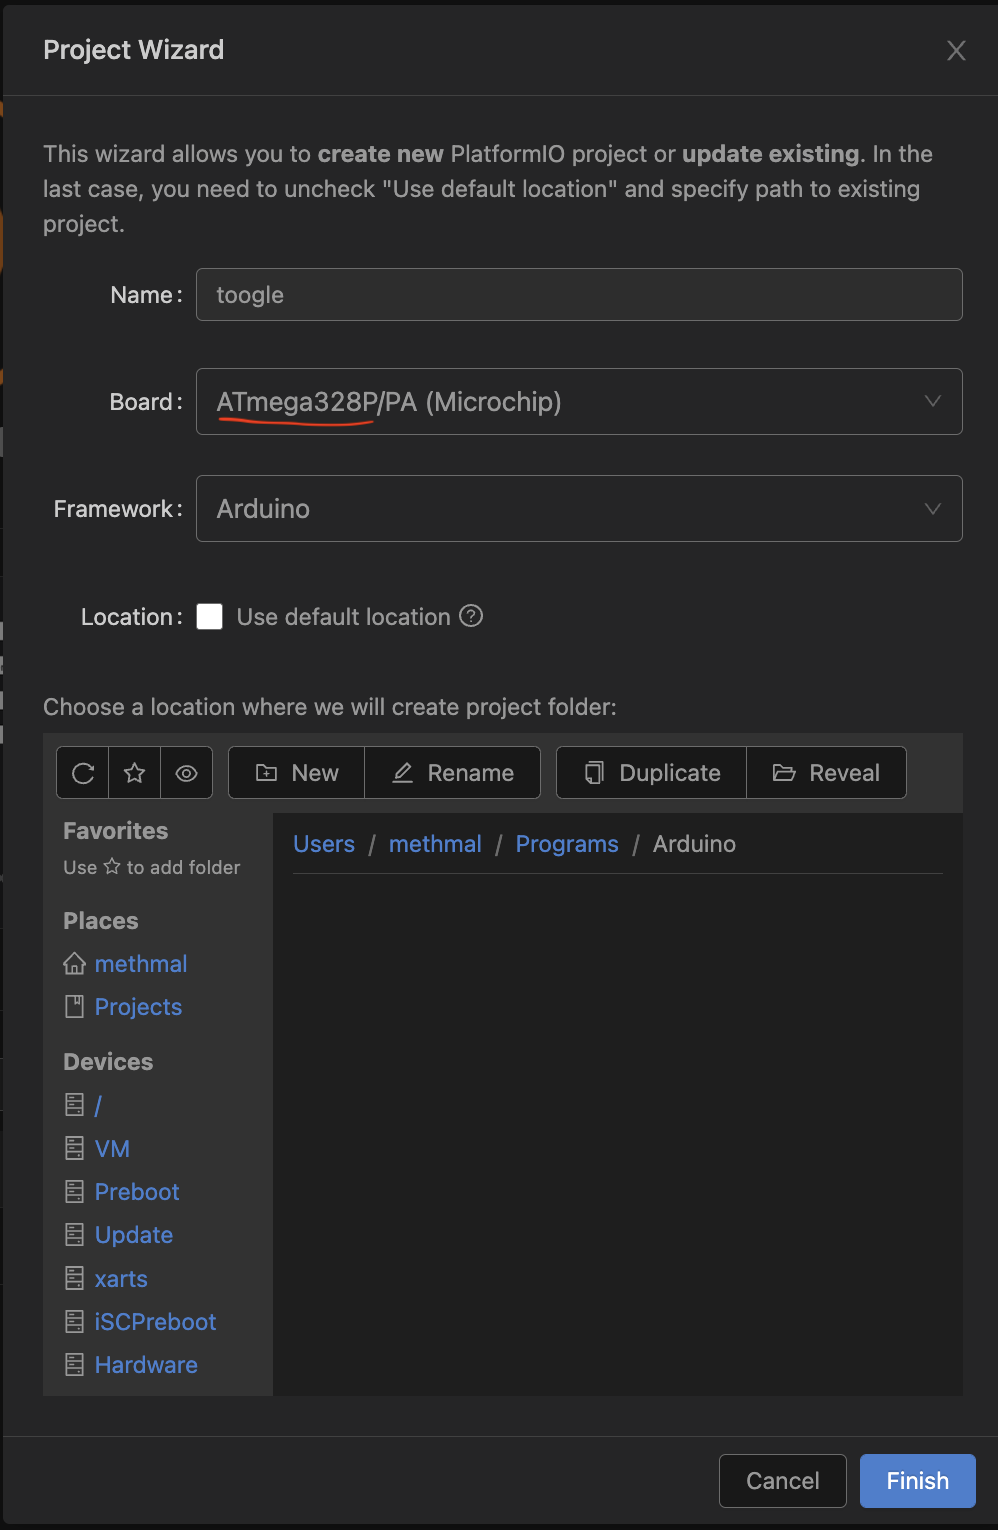 Project Wizard
This wizard allows you to create new PlatformIO project or update existing. In the
last case, you need to uncheck "Use default location" and specify path to existing
project.
Name: toogle
Board: ATmega328P/PA (Microchip)
Framework: Arduino
Location: Use default location
Choose a location where we will create project folder:
New Rename Duplicate Reveal
Favorites
Use ☆ to add folder
Places
methmal
Projects
Devices
/
VM
Preboot
Update
xarts
iSCPreboot
Hardware
Users / methmal / Programs / Arduino
Cancel Finish